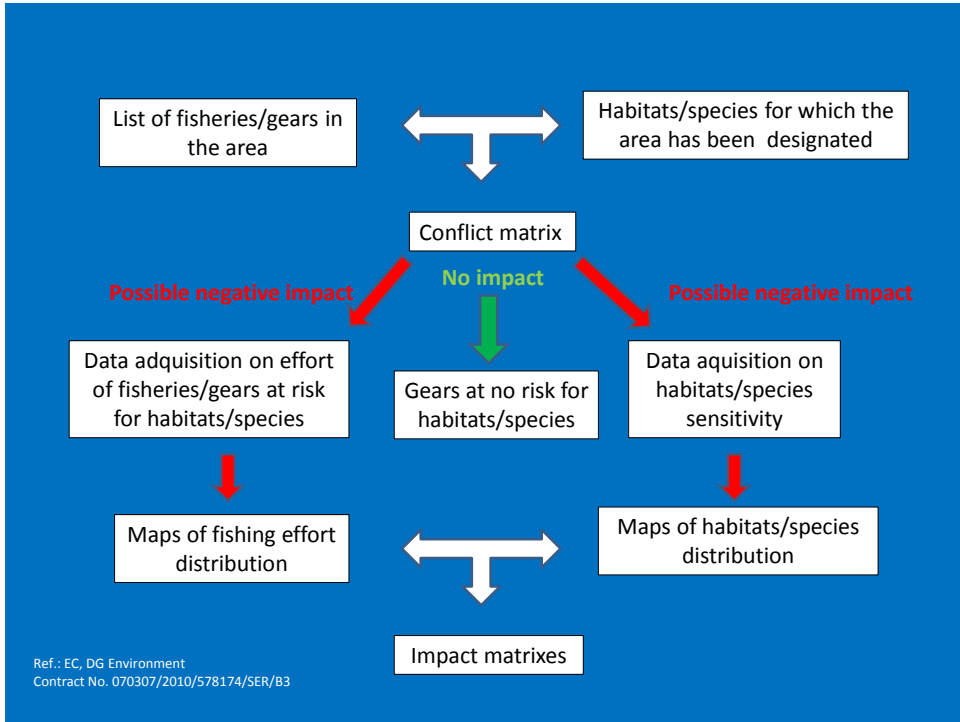 List of fisheries/gears in
the area
Habitats/species for which the
area has been designated
Conflict matrix
No impact
Possible negative impact
Possible negative impact
Data adquisition on effort
of fisheries/gears at risk
for habitats/species
Gears at no risk for
habitats/species
Data aquisition on
habitats/species
sensitivity
Maps of fishing effort
distribution
Maps of habitats/species
distribution
Impact matrixes
Ref.: EC, DG Environment
Contract No. 070307/2010/578174/SER/B3